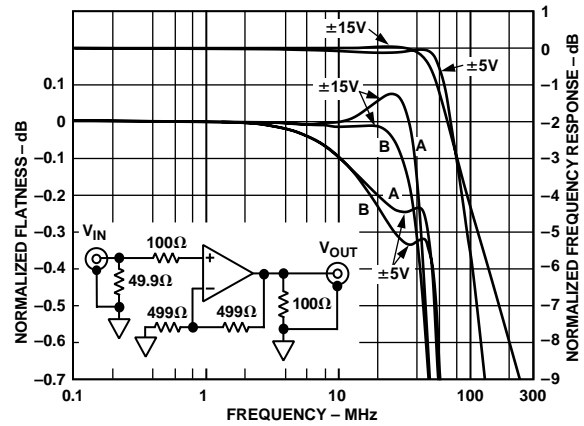 1
0
–1
–2
–3
–4
–5
–6
–7
–8
–9
NORMALIZED FREQUENCY RESPONSE – dB
0.1
0
–0.1
–0.2
–0.3
–0.4
–0.5
–0.6
–0.7
NORMALIZED FLATNESS – dB
±15V
±5V
±15V
A
B
A
B
±5V
VIN
100Ω
49.9Ω
+
–
VOUT
499Ω
499Ω
100Ω
0.1
1
10
100
300
FREQUENCY – MHz